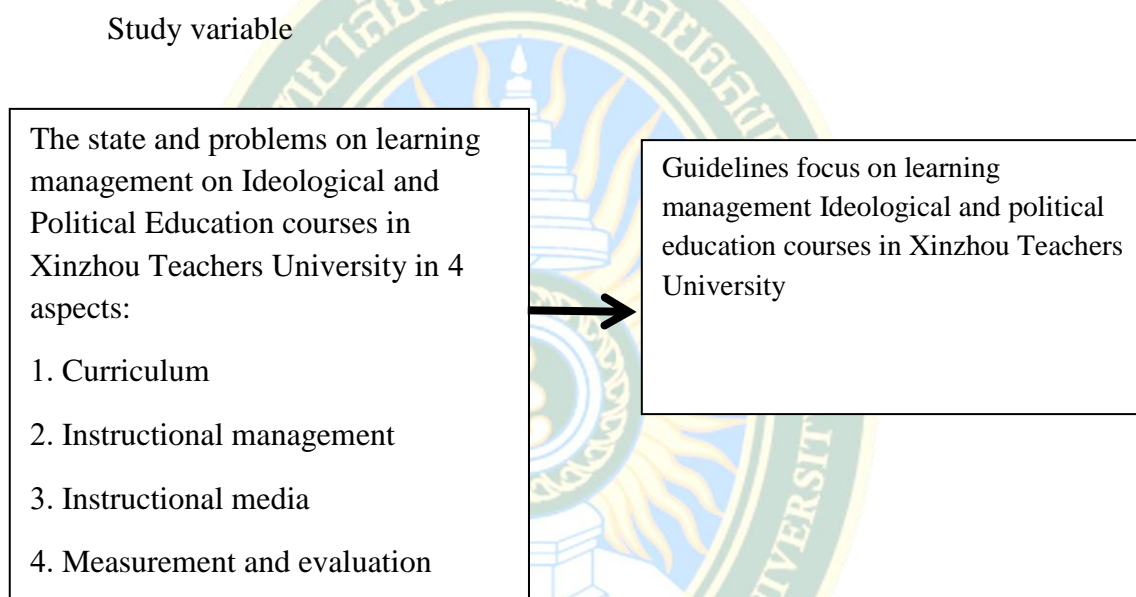 Study variable
The state and problems on learning
management on Ideological and
Political Education courses in
Xinzhou Teachers University in 4
aspects:
1. Curriculum
2. Instructional management
3. Instructional media
4. Measurement and evaluation
Guidelines focus on learning
management Ideological and political
education courses in Xinzhou Teachers
University